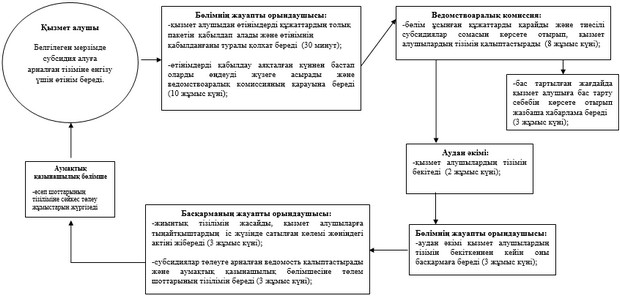 Қызмет алушы
Белгіленген мерзімде
субсидия алуға
арналған тізіміне енгізу
үшін өтінім береді.
Бөлімнің жауапты орындаушысы:
-қызмет алушыдан өтінімдерді құжаттардың толық
пакетін қабылдап алады және өтінімнің
қабылданғаны туралы қолхат береді (30 минут);
-өтінімдерді қабылдау аяқталған күннен бастап
оларды өңдеуді жүзеге асырады және
ведомствоаралық комиссияның қарауына береді
(10 жұмыс күні);
Ведомствоаралық комиссия:
-бөлім ұсынған құжаттарды қарайды және тиесілі
субсидиялар сомасын көрсете отырып, қызмет
алушылардың тізімін қалыптастырады (8 жұмыс күні);
-бас тартылған жағдайда
қызмет алушыға бас тарту
себебін көрсете отырып
жазбаша хабарлама береді
(3 жұмыс күні);
Аудан әкімі:
-қызмет алушылардың тізімін
бекітеді (2 жұмыс күні);
Бөлімнің жауапты орындаушысы:
-аудан әкімі қызмет алушылардың
тізімін бекіткеннен кейін оны
басқармаға береді (3 жұмыс күні);
Басқарманың жауапты орындаушысы:
-жиынтық тізілімін жасайды, қызмет алушыларға
тыңайтқыштардың іс жүзінде сатылған көлемі жөніндегі
актіні жібереді (3 жұмыс күні);
-субсидиялар төлеуге арналған ведомость қалыптастырады
және аумақтық қазынашылық бөлімшесіне төлем
шоттарының тізілімін береді (3 жұмыс күні);
Аумақтық
қазынашылық бөлімше
-есеп шоттарының
тізіліміне сәйкес төлеу
жұмыстарын жүргізеді